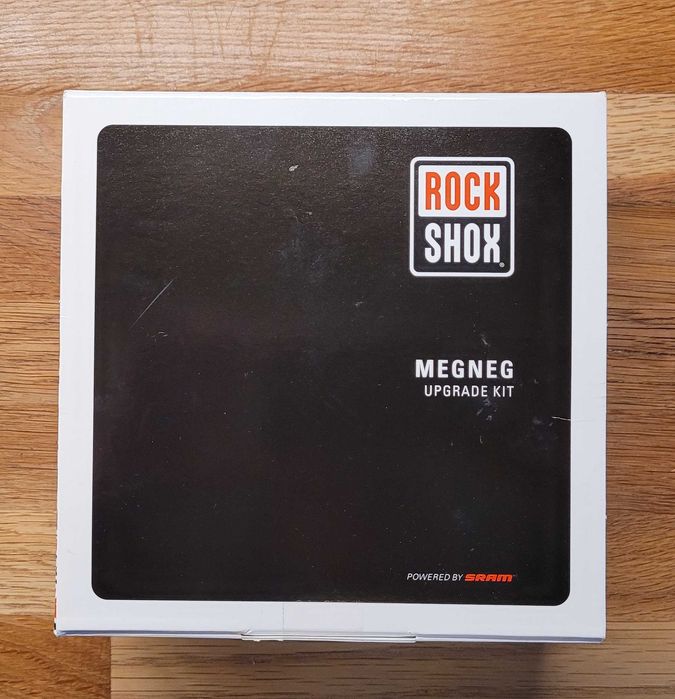 ROCK
SHOX
MEGNEG
UPGRADE KIT
POWERED BY SRAM